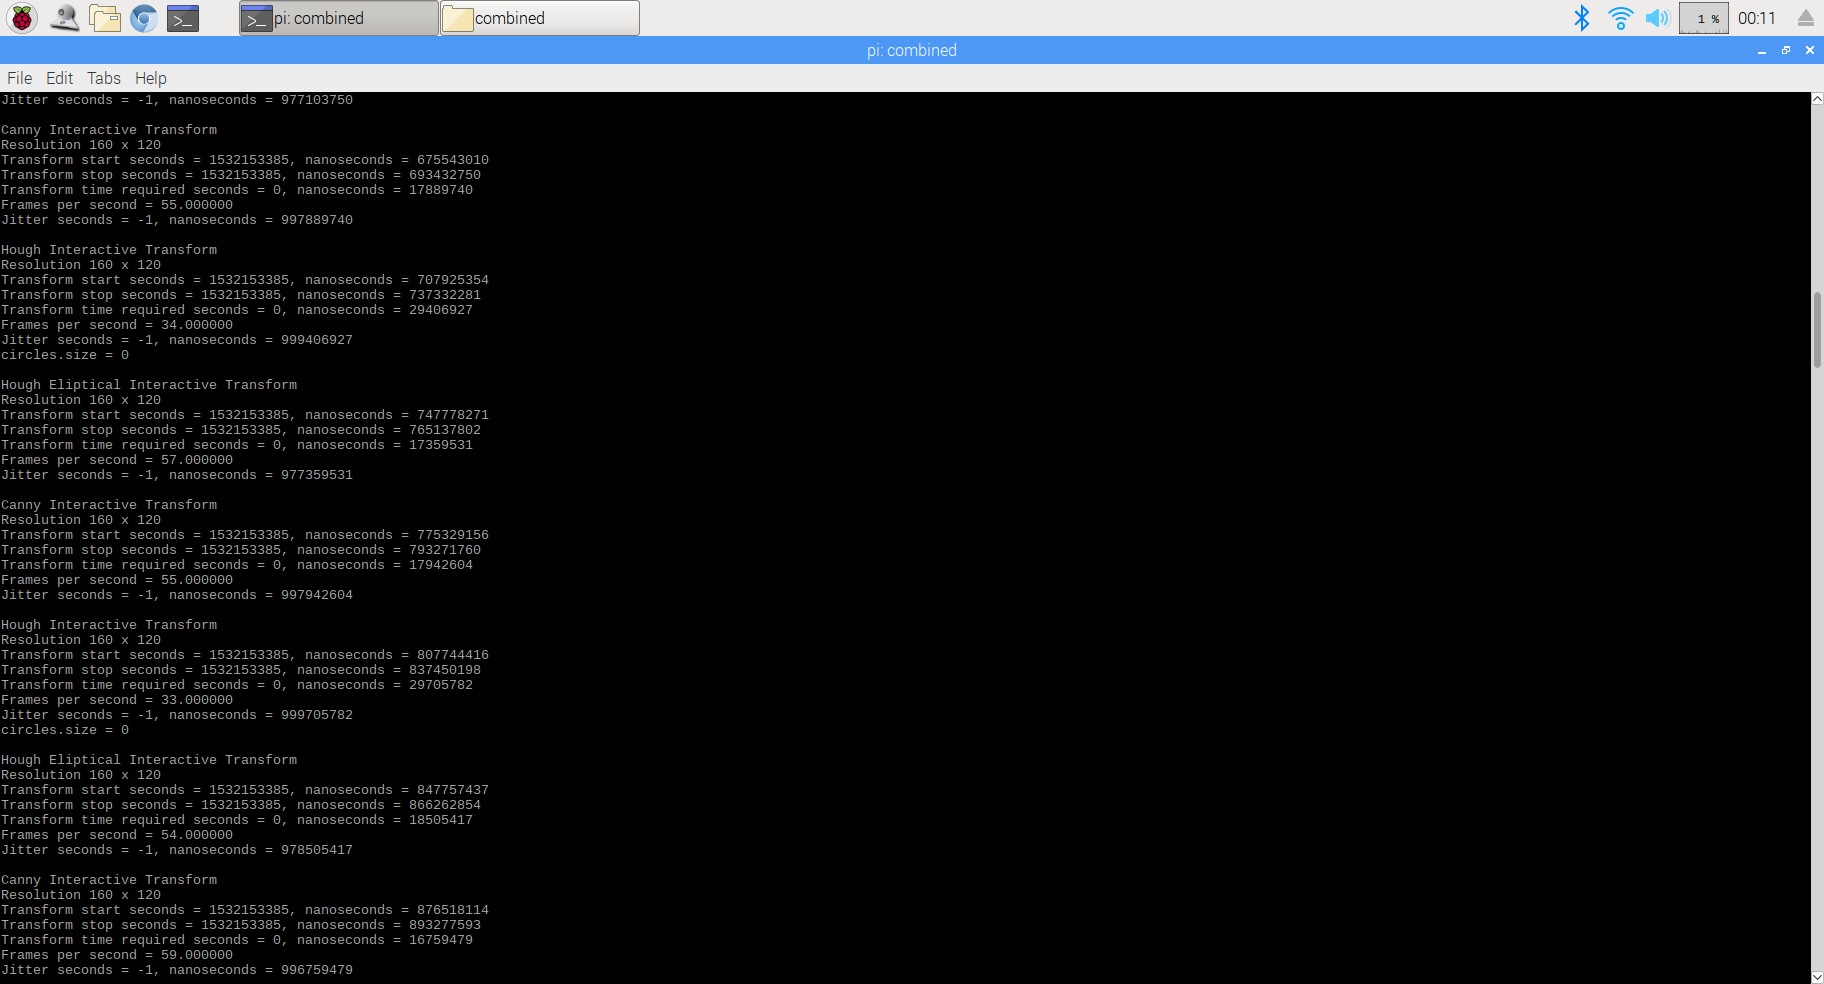 pi: combined
combined
1 %
00:11
pi: combined
File Edit Tabs Help
Jitter seconds = -1, nanoseconds = 977103750
Canny Interactive Transform
Resolution 160 x 120
Transform start seconds = 1532153385, nanoseconds = 675543010
Transform stop seconds = 1532153385, nanoseconds = 693432750
Transform time required seconds = 0, nanoseconds = 17889740
Frames per second = 55.000000
Jitter seconds = -1, nanoseconds = 997889740
Hough Interactive Transform
Resolution 160 x 120
Transform start seconds = 1532153385, nanoseconds = 707925354
Transform stop seconds = 1532153385, nanoseconds = 737332281
Transform time required seconds = 0, nanoseconds = 29406927
Frames per second = 34.000000
Jitter seconds = -1, nanoseconds = 999406927
circles.size = 0
Hough Eliptical Interactive Transform
Resolution 160 x 120
Transform start seconds = 1532153385, nanoseconds = 747778271
Transform stop seconds = 1532153385, nanoseconds = 765137802
Transform time required seconds = 0, nanoseconds = 17359531
Frames per second = 57.000000
Jitter seconds = -1, nanoseconds = 977359531
Canny Interactive Transform
Resolution 160 x 120
Transform start seconds = 1532153385, nanoseconds = 775329156
Transform stop seconds = 1532153385, nanoseconds = 793271760
Transform time required seconds = 0, nanoseconds = 17942604
Frames per second = 55.000000
Jitter seconds = -1, nanoseconds = 997942604
Hough Interactive Transform
Resolution 160 x 120
Transform start seconds = 1532153385, nanoseconds = 807744416
Transform stop seconds = 1532153385, nanoseconds = 837450198
Transform time required seconds = 0, nanoseconds = 29705782
Frames per second = 33.000000
Jitter seconds = -1, nanoseconds = 999705782
circles.size = 0
Hough Eliptical Interactive Transform
Resolution 160 x 120
Transform start seconds = 1532153385, nanoseconds = 847757437
Transform stop seconds = 1532153385, nanoseconds = 866262854
Transform time required seconds = 0, nanoseconds = 18505417
Frames per second = 54.000000
Jitter seconds = -1, nanoseconds = 978505417
Canny Interactive Transform
Resolution 160 x 120
Transform start seconds = 1532153385, nanoseconds = 876518114
Transform stop seconds = 1532153385, nanoseconds = 893277593
Transform time required seconds = 0, nanoseconds = 16759479
Frames per second = 59.000000
Jitter seconds = -1, nanoseconds = 996759479